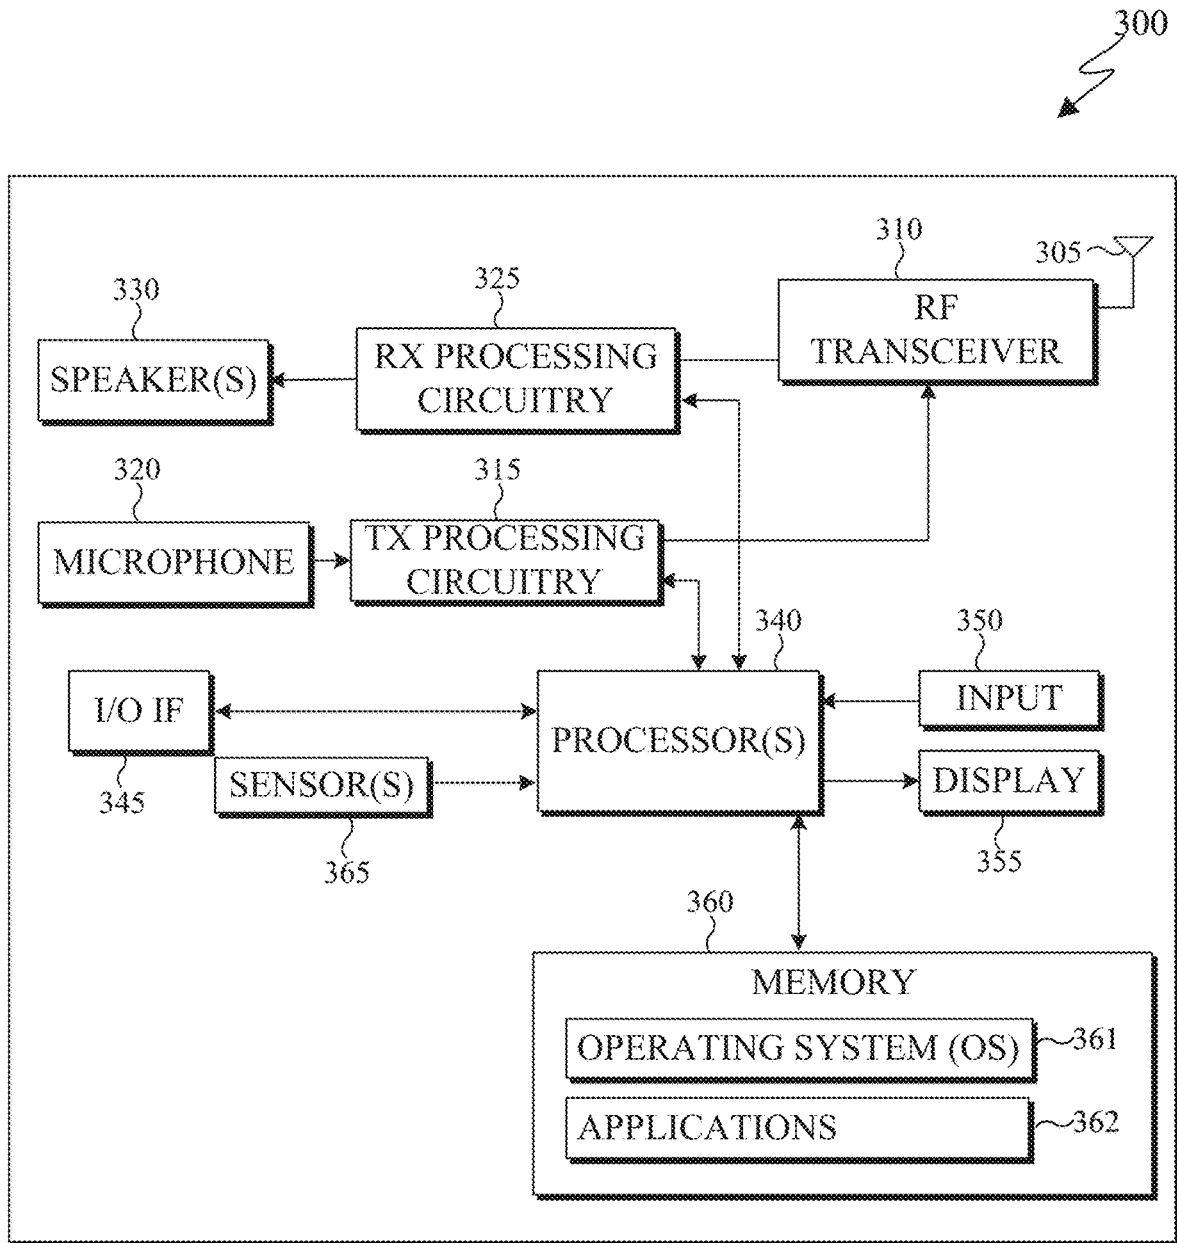 300
310
305
330
325
RF
TRANSCEIVER
SPEAKER(S)
RX PROCESSING
CIRCUITRY
320
315
MICROPHONE
TX PROCESSING
CIRCUITRY
340
350
I/O IF
PROCESSOR(S)
INPUT
345
SENSOR(S)
DISPLAY
365
355
360
MEMORY
OPERATING SYSTEM (OS)
361
APPLICATIONS
362